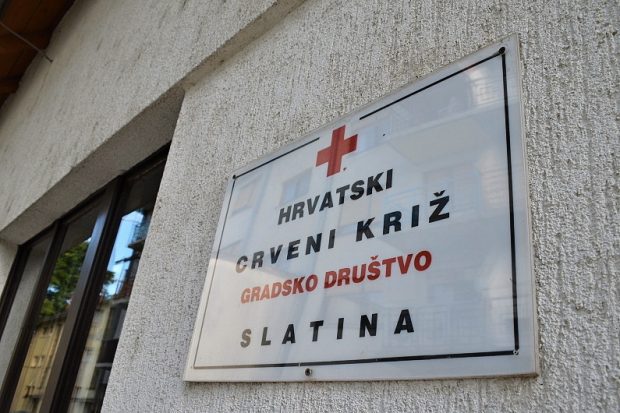 HRVATSKI
CRVENI KRIŽ
GRADSKO DRUŠTVO
SLATINA